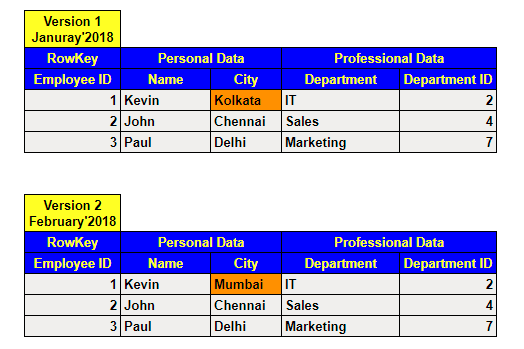 Version 1
Januray'2018
RowKey Personal Data Professional Data
Employee ID Name City Department Department ID
1 Kevin Kolkata IT 2
2 John Chennai Sales 4
3 Paul Delhi Marketing 7
Version 2
February'2018
RowKey Personal Data Professional Data
Employee ID Name City Department Department ID
1 Kevin Mumbai IT 2
2 John Chennai Sales 4
3 Paul Delhi Marketing 7